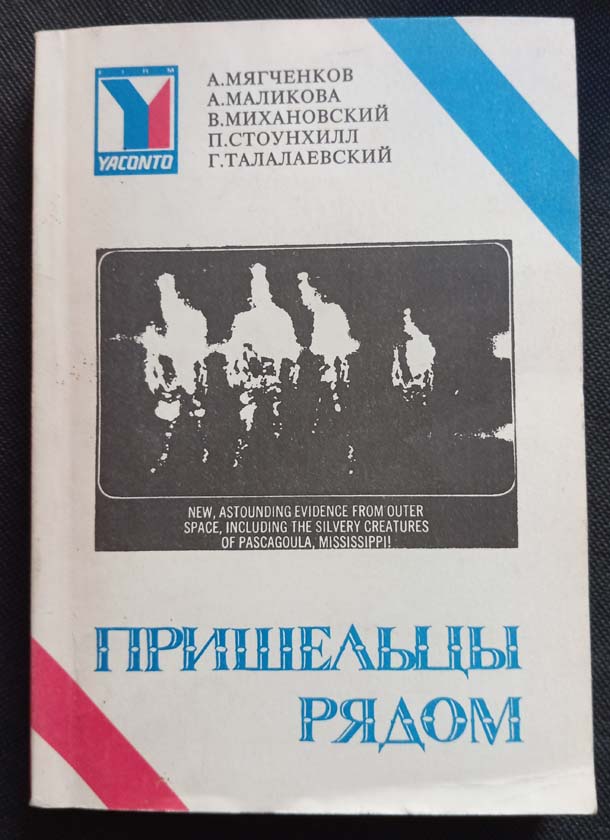 FIRM
YACONTO
А.МЯГЧЕНКОВ
А.МАЛИКОВА
В.МИХАНОВСКИЙ
П.СТОУНХИЛЛ
Г.ТАЛАЛАЕВСКИЙ
NEW, ASTOUNDING EVIDENCE FROM OUTER
SPACE, INCLUDING THE SILVERY CREATURES
OF PASCAGOULA, MISSISSIPPI!
ПРИШЕЛЬЦЫ
РЯДОМ